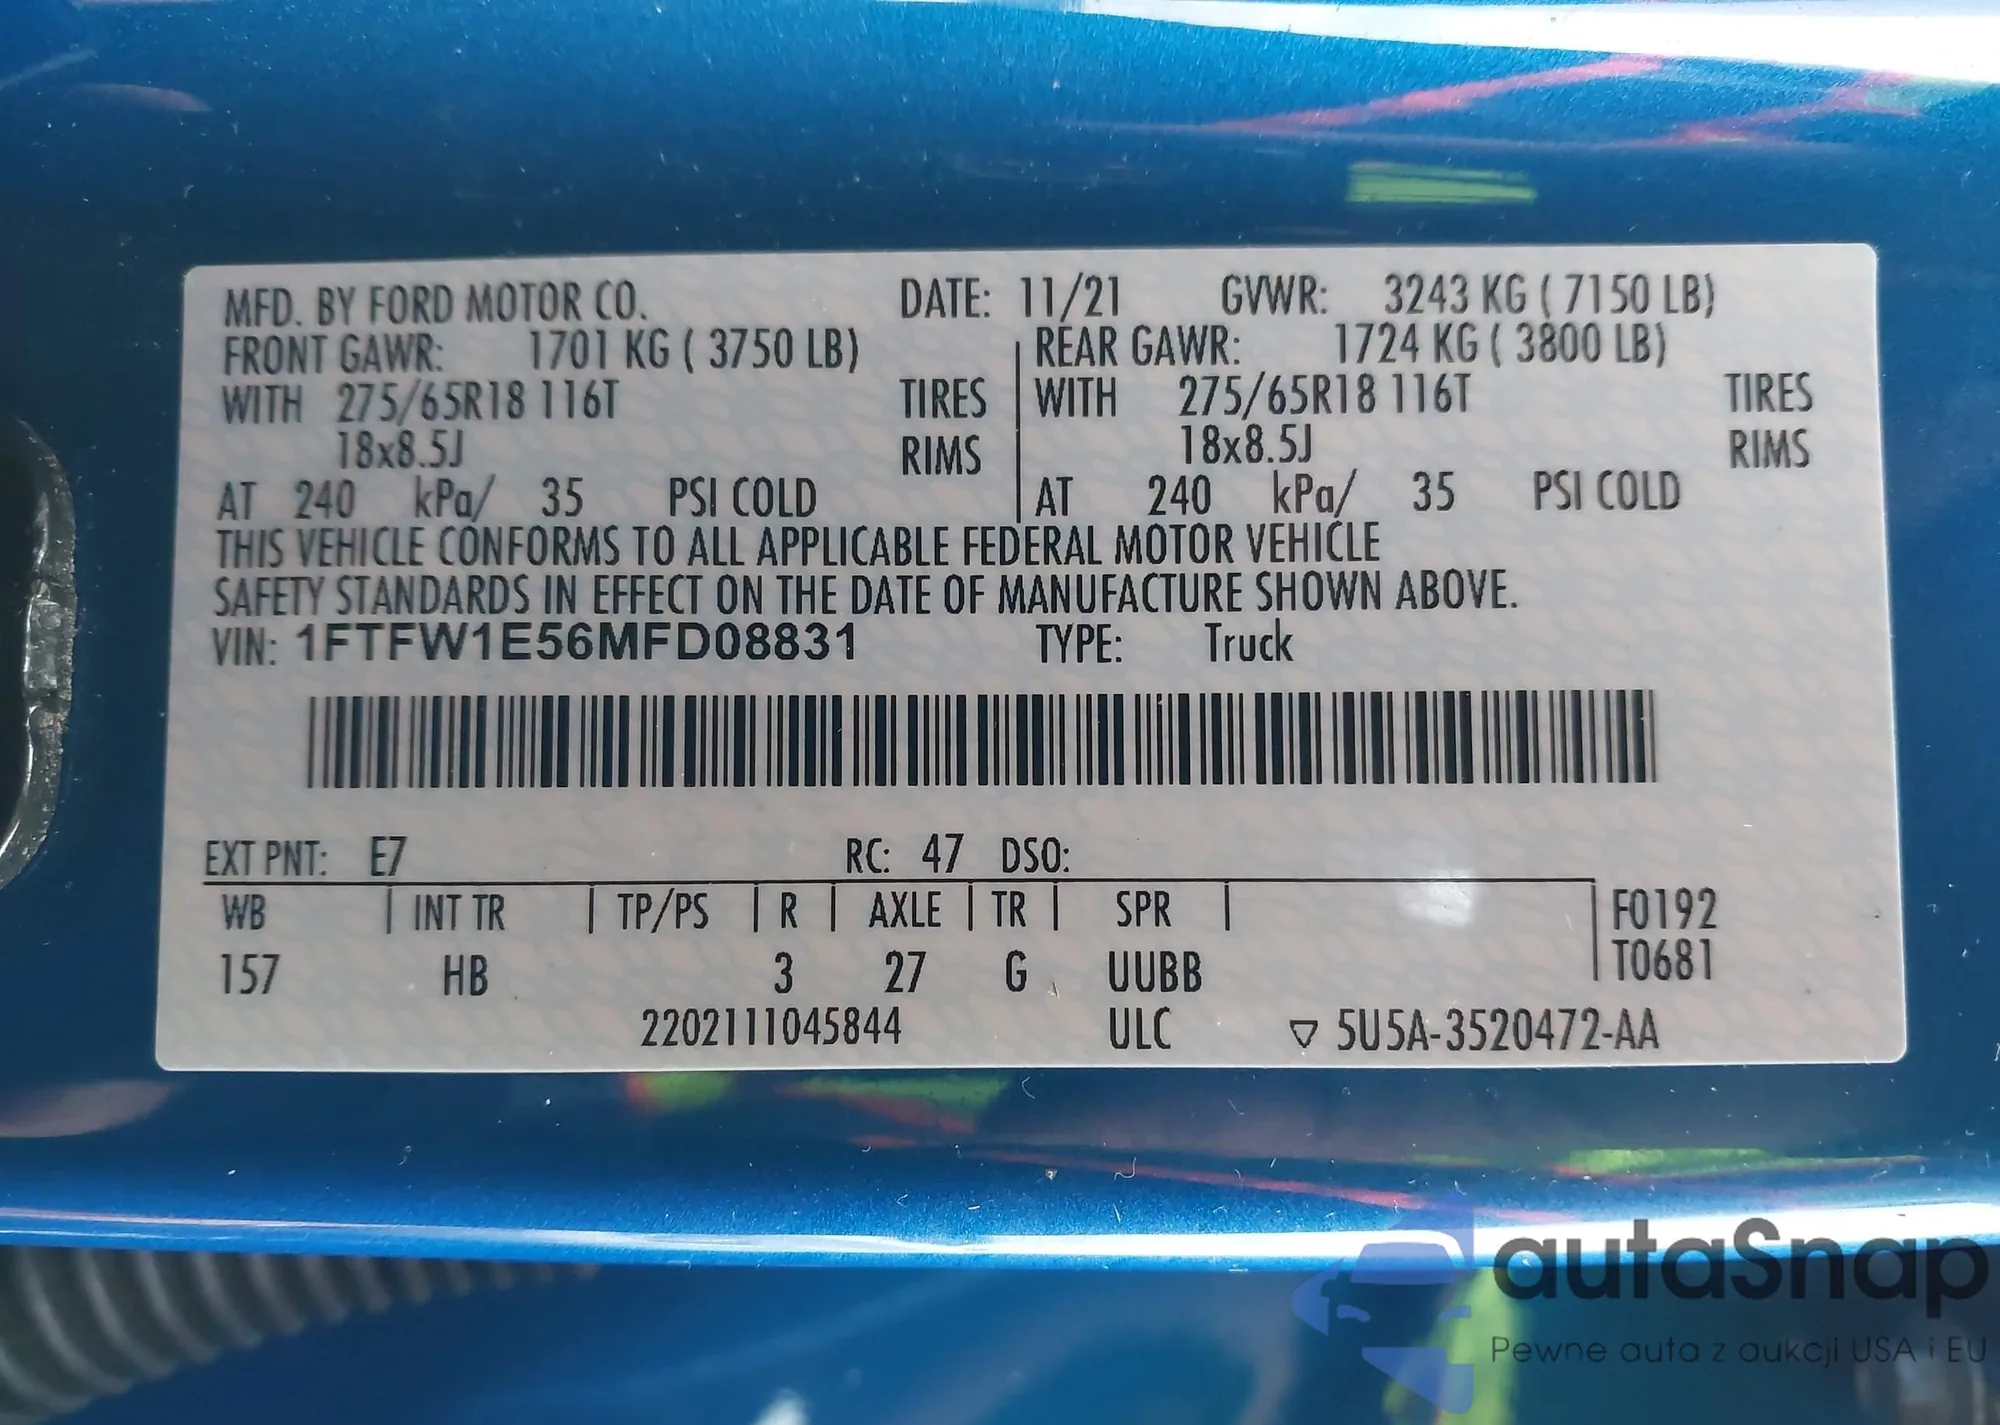 MFD. BY FORD MOTOR CO. DATE: 11/21 GVWR: 3243 KG ( 7150 LB)
FRONT GAWR: 1701 KG ( 3750 LB) REAR GAWR: 1724 KG ( 3800 LB)
WITH 275/65R18 116T TIRES WITH 275/65R18 116T TIRES
18x8.5J RIMS 18x8.5J RIMS
AT 240 kPa/ 35 PSI COLD AT 240 kPa/ 35 PSI COLD
THIS VEHICLE CONFORMS TO ALL APPLICABLE FEDERAL MOTOR VEHICLE
SAFETY STANDARDS IN EFFECT ON THE DATE OF MANUFACTURE SHOWN ABOVE.
VIN: 1FTFW1E56MFD08831 TYPE: Truck
EXT PNT: E7 RC: 47 DSO:
WB INT TR TP/PS R AXLE TR SPR F0192
T0681
157 HB 3 27 G UUBB
2202111045844 ULC ▽ 5U5A-3520472-AA
autaSnap
Pewne auta z aukcji USA i EU